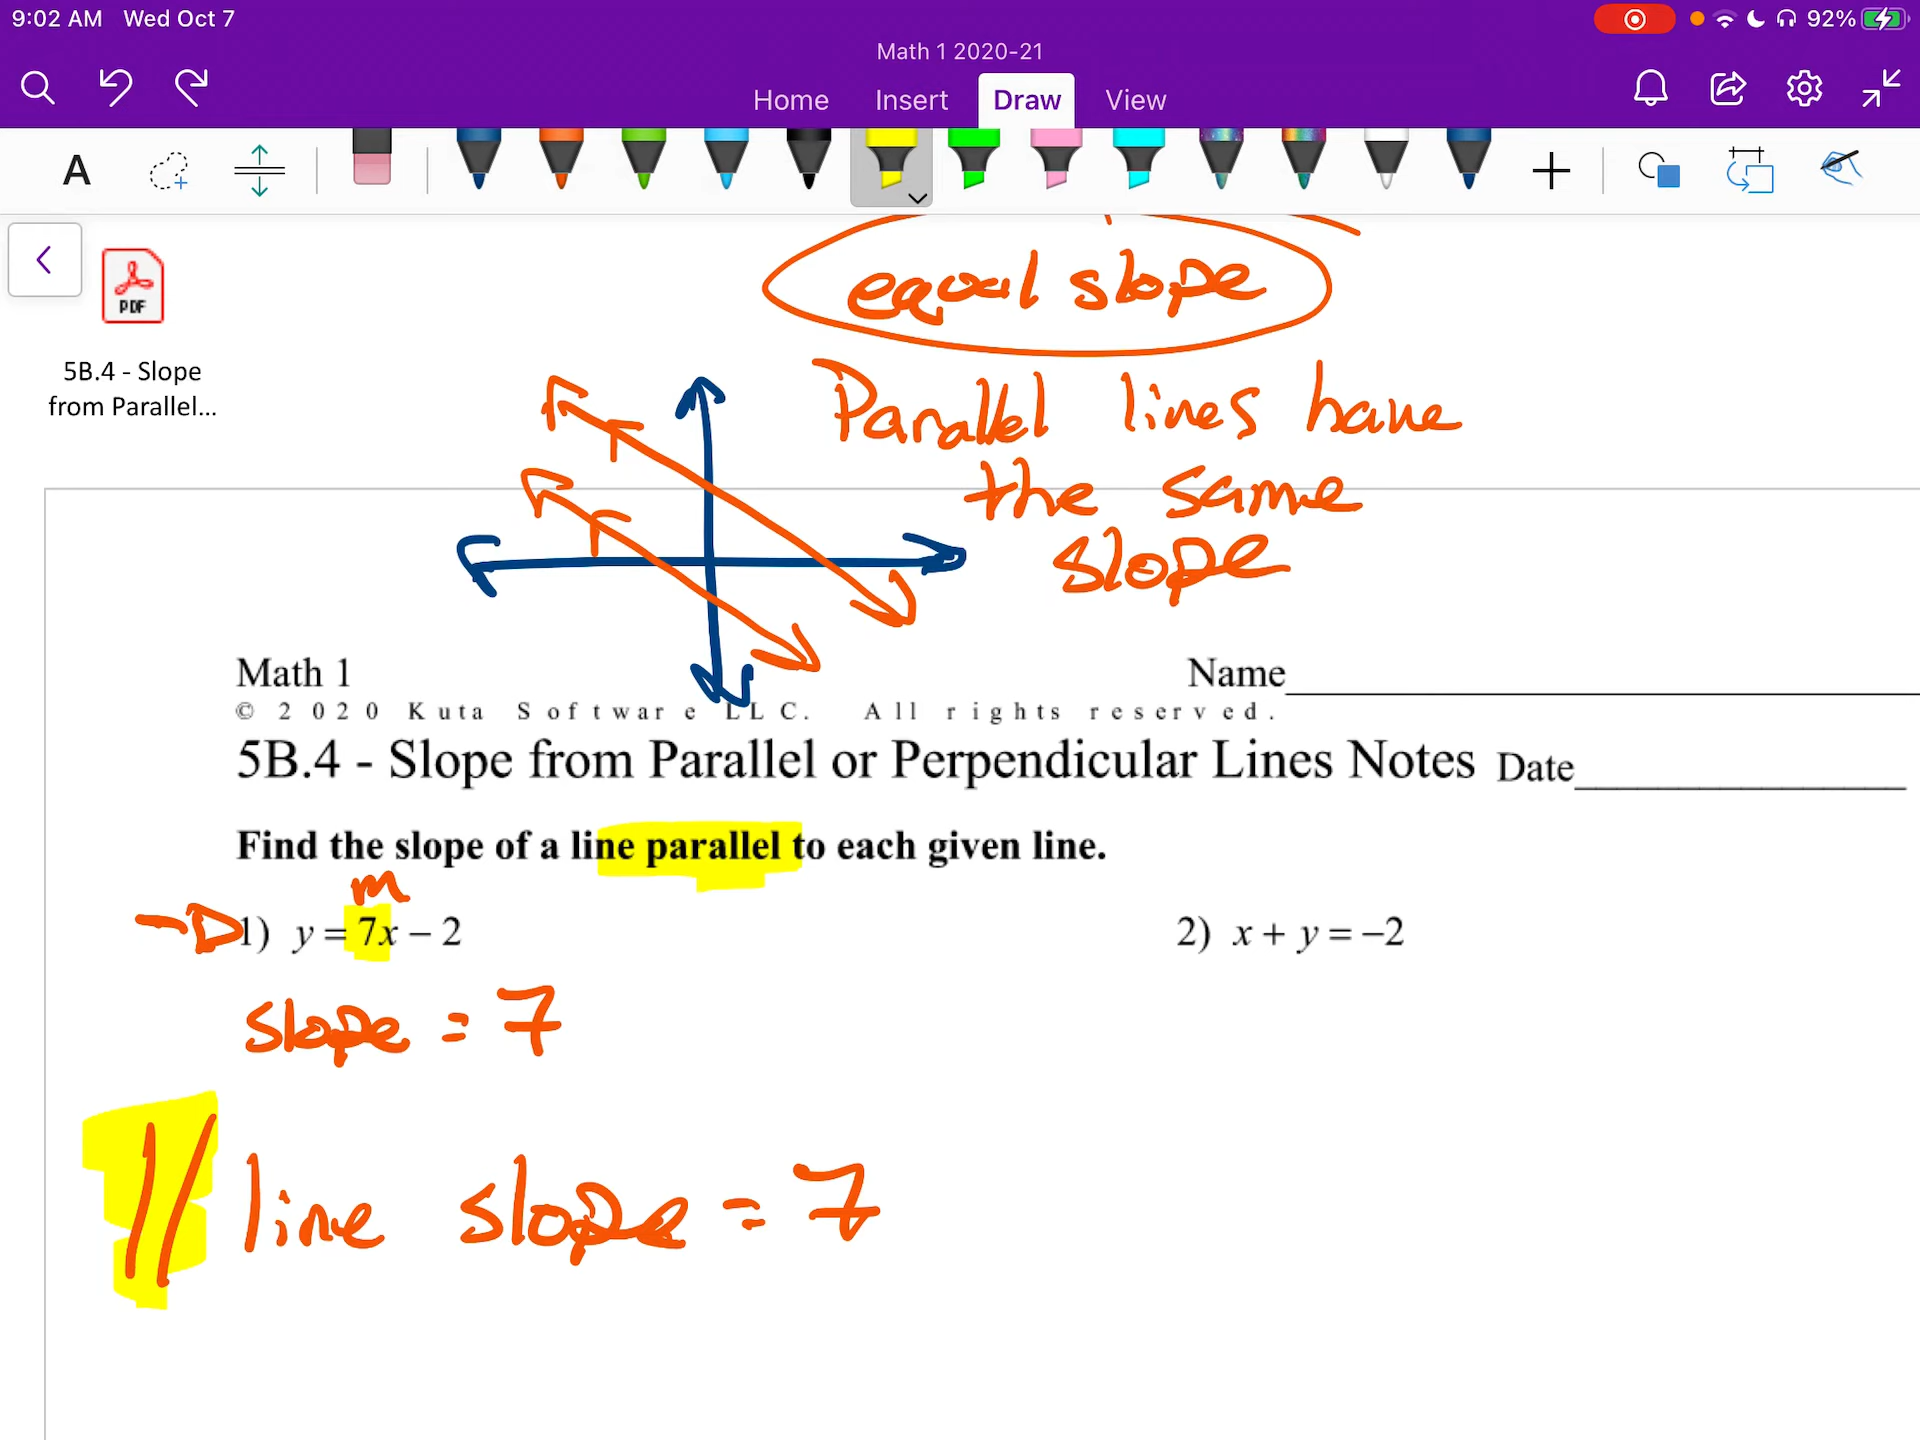 9:02 AM Wed Oct 7
92%
Math 1 2020-21
Home Insert Draw View
A
equal slope
PDF
5B.4 - Slope
from Parallel...
Parallel lines have
the same
slope
Math 1 Name
© 2020 Kuta Software LLC. All rights reserved.
5B.4 - Slope from Parallel or Perpendicular Lines Notes Date
Find the slope of a line parallel to each given line.
m
1) y = 7x − 2 2) x + y = −2
slope = 7
// line slope = 7